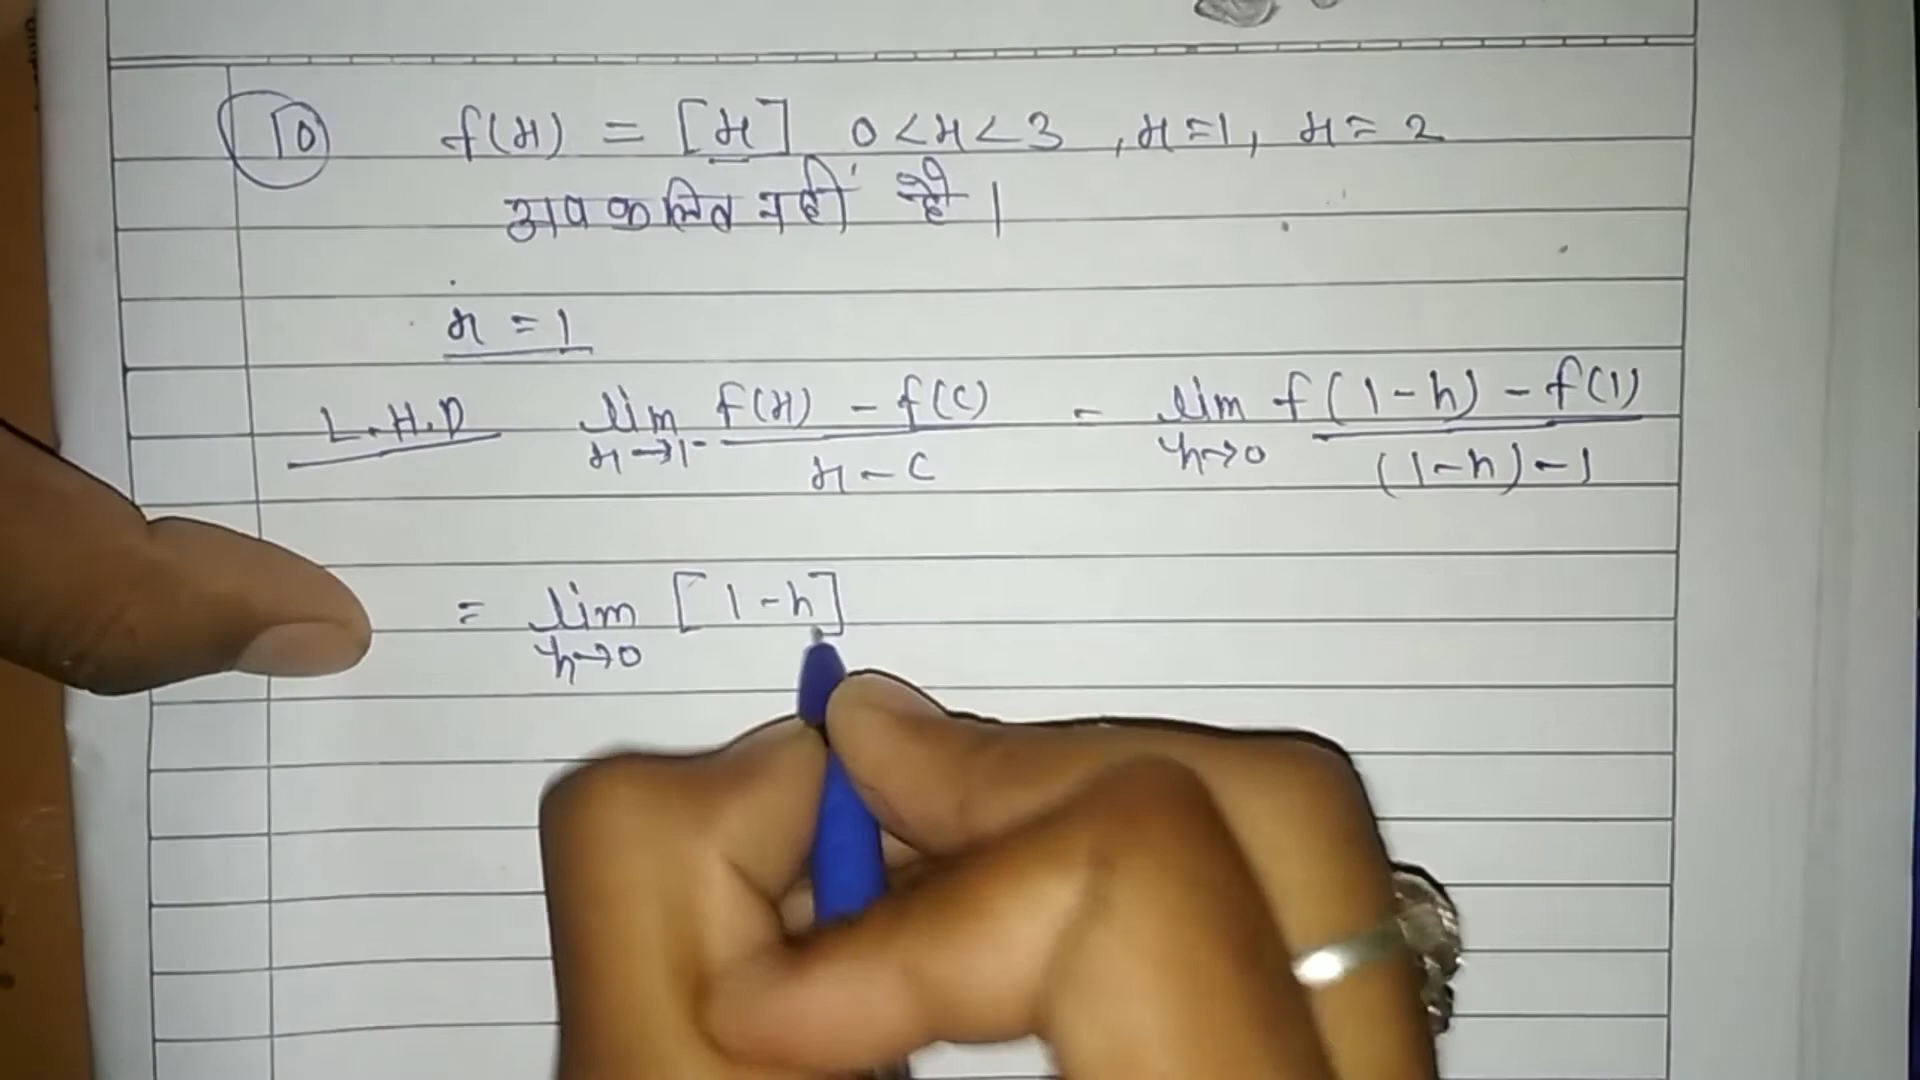 10 f(x) = [x] 0<x<3 , x=1, x=2
अवकलित नहीं है।
x = 1
L.H.D lim x→1⁻ f(x) - f(c) / x - c = lim h→0 f(1-h) - f(1) / (1-h)-1
= lim h→0 [1-h]